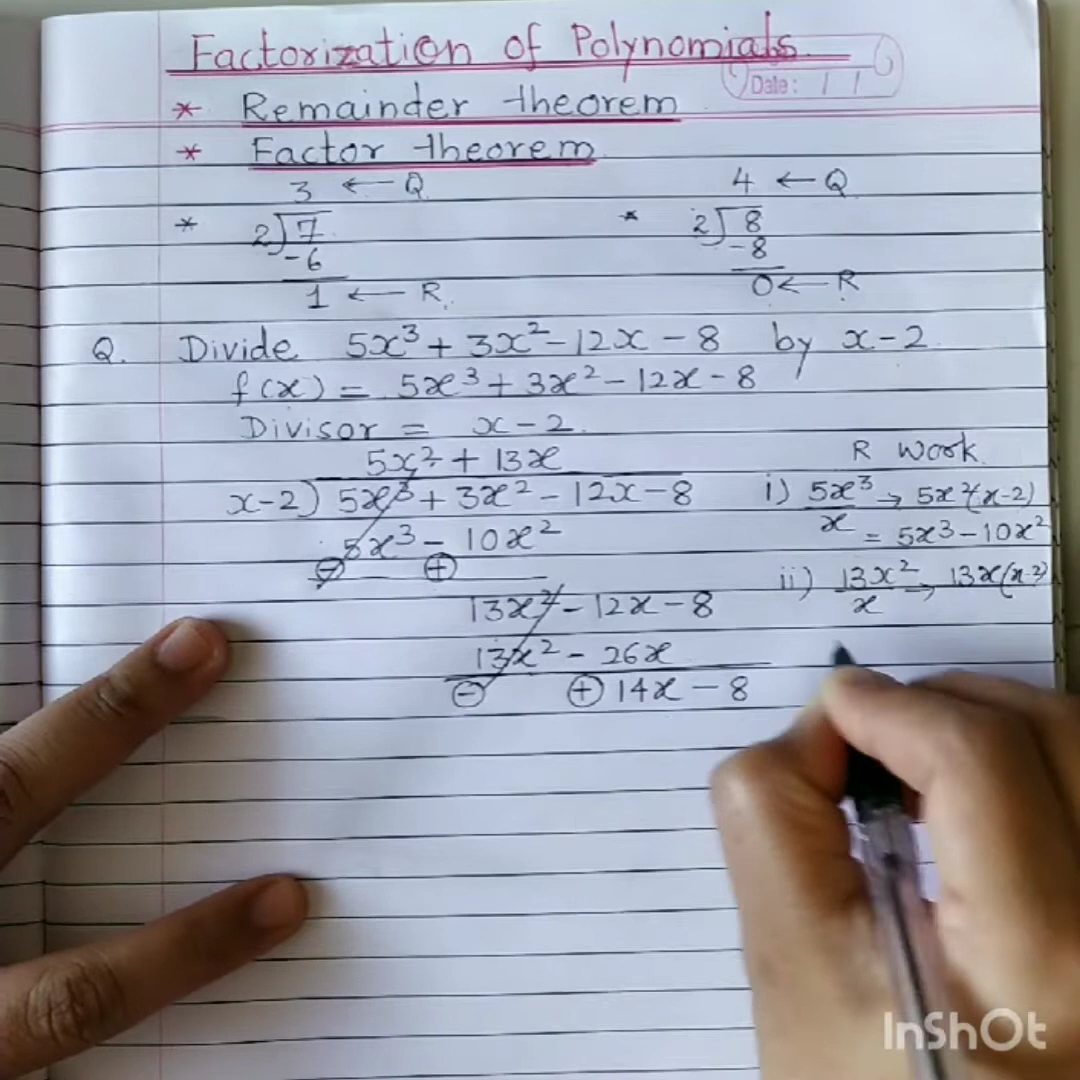 Factorization of Polynomials
Date : / /
* Remainder theorem
* Factor theorem
3 ← Q
* 2) 7
-6
1 ← R
4 ← Q
* 2) 8
-8
0 ← R
Q. Divide 5x³ + 3x² - 12x - 8 by x - 2.
f(x) = 5x³ + 3x² - 12x - 8
Divisor = x - 2.
5x² + 13x
x-2) 5x³ + 3x² - 12x - 8
5x³ - 10x²
⊖ ⊕
13x² - 12x - 8
13x² - 26x
⊖ ⊕ 14x - 8
R Work.
i) 5x³/x → 5x²(x-2)
= 5x³ - 10x²
ii) 13x²/x → 13x(x-2)
InShOt